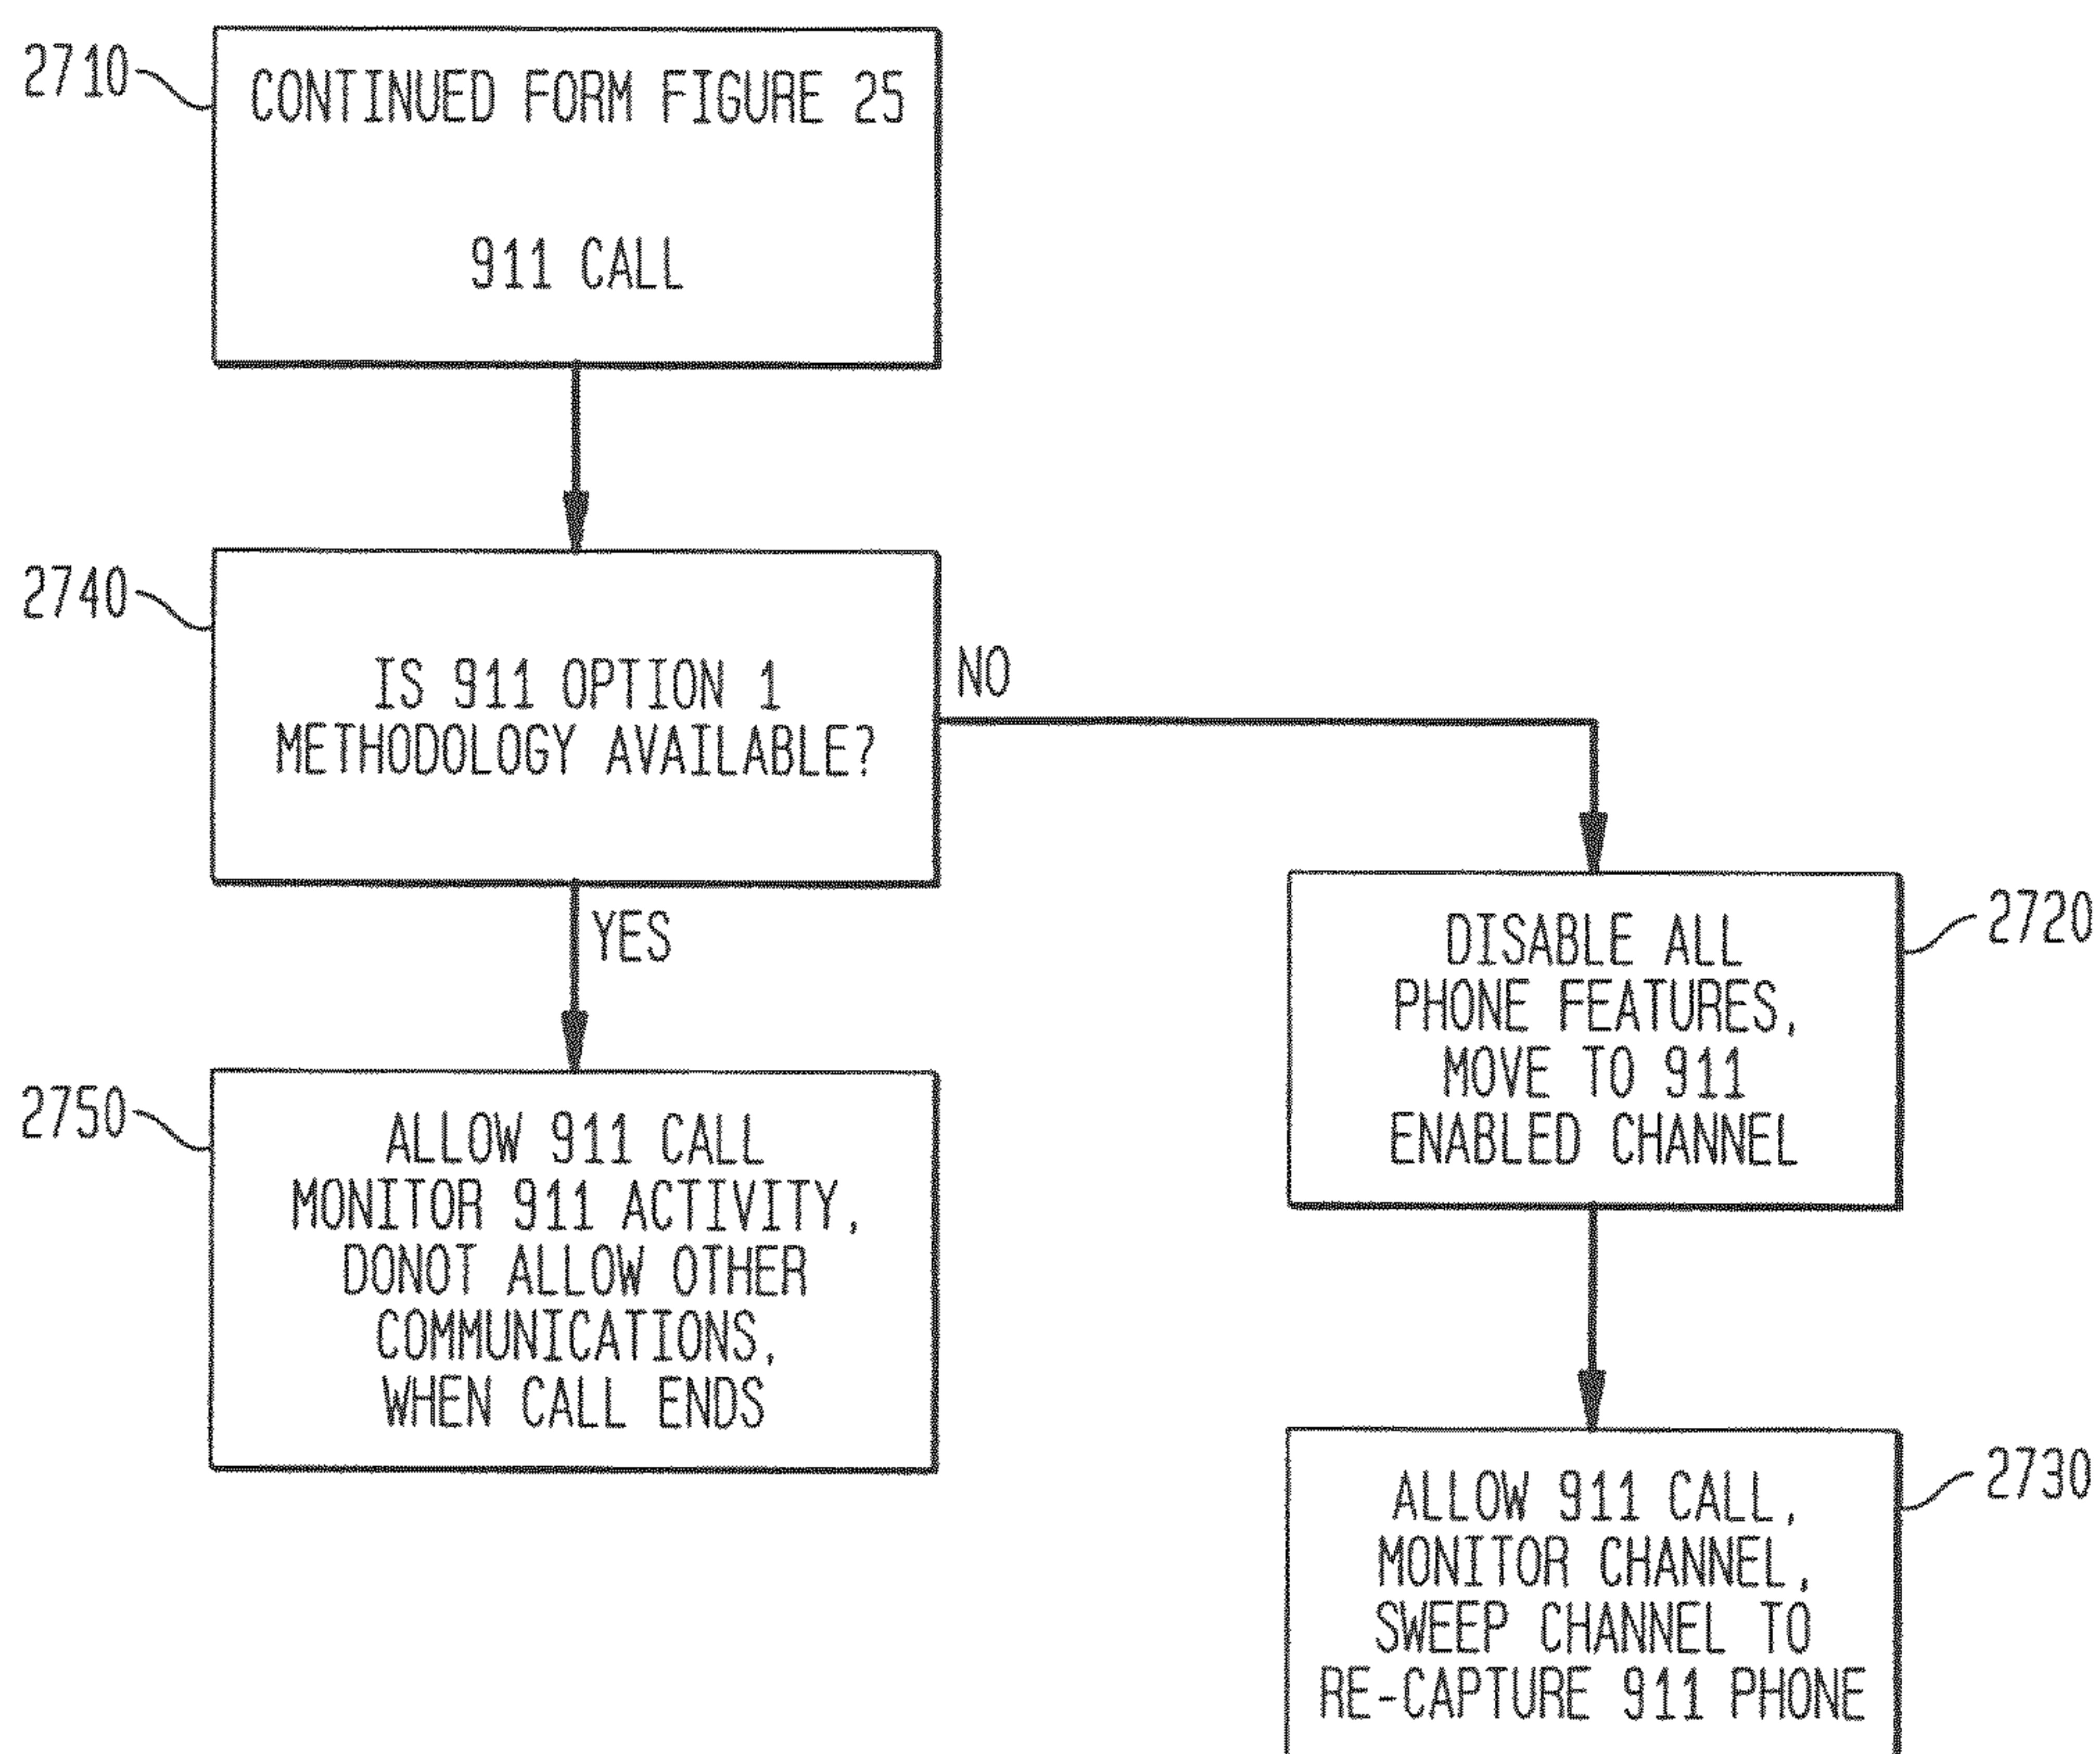 2710
CONTINUED FORM FIGURE 25
911 CALL
2740
IS 911 OPTION 1
METHODOLOGY AVAILABLE?
NO
YES
2720
DISABLE ALL
PHONE FEATURES,
MOVE TO 911
ENABLED CHANNEL
2750
ALLOW 911 CALL
MONITOR 911 ACTIVITY,
DONOT ALLOW OTHER
COMMUNICATIONS,
WHEN CALL ENDS
2730
ALLOW 911 CALL,
MONITOR CHANNEL,
SWEEP CHANNEL TO
RE-CAPTURE 911 PHONE